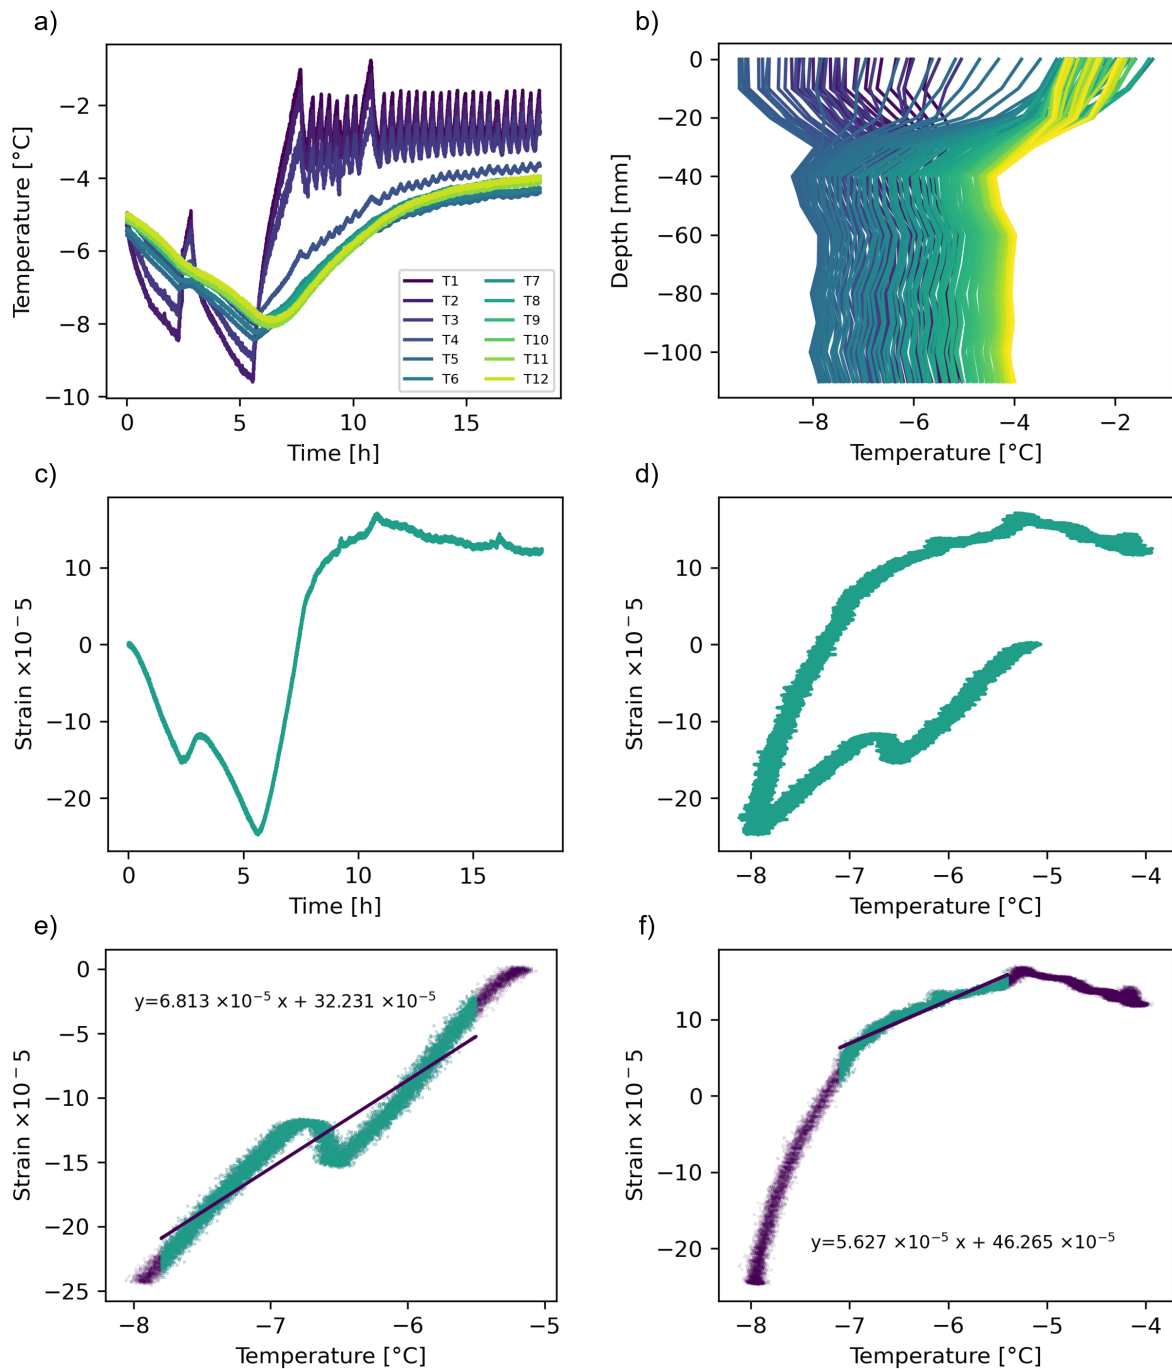 a)
−2
−4
−6
−8
−10
Temperature [°C]
0
5
10
15
Time [h]
T1
T2
T3
T4
T5
T6
T7
T8
T9
T10
T11
T12
b)
0
−20
−40
−60
−80
−100
Depth [mm]
−8
−6
−4
−2
Temperature [°C]
c)
10
0
−10
−20
Strain ×10⁻5
0
5
10
15
Time [h]
d)
10
0
−10
−20
Strain ×10⁻5
−8
−7
−6
−5
−4
Temperature [°C]
e)
0
−5
−10
−15
−20
−25
Strain ×10⁻5
y=6.813 ×10⁻⁵ x + 32.231 ×10⁻⁵
−8
−7
−6
−5
Temperature [°C]
f)
10
0
−10
−20
Strain ×10⁻5
y=5.627 ×10⁻⁵ x + 46.265 ×10⁻⁵
−8
−7
−6
−5
−4
Temperature [°C]